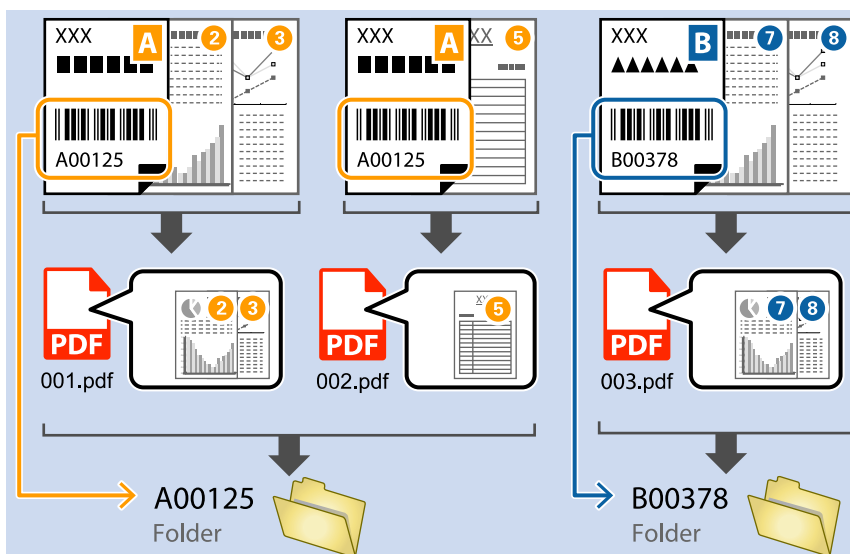 XXX A 2 3
A00125
XXX A XX 5
A00125
XXX B 7 8
B00378
PDF 2 3
001.pdf
PDF XX 5
002.pdf
PDF 7 8
003.pdf
A00125
Folder
B00378
Folder